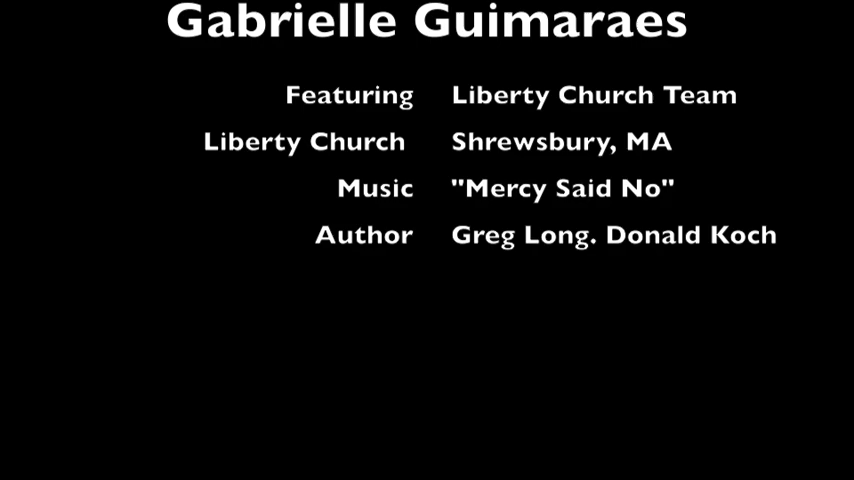 Gabrielle Guimaraes
Featuring Liberty Church Team
Liberty Church Shrewsbury, MA
Music "Mercy Said No"
Author Greg Long. Donald Koch